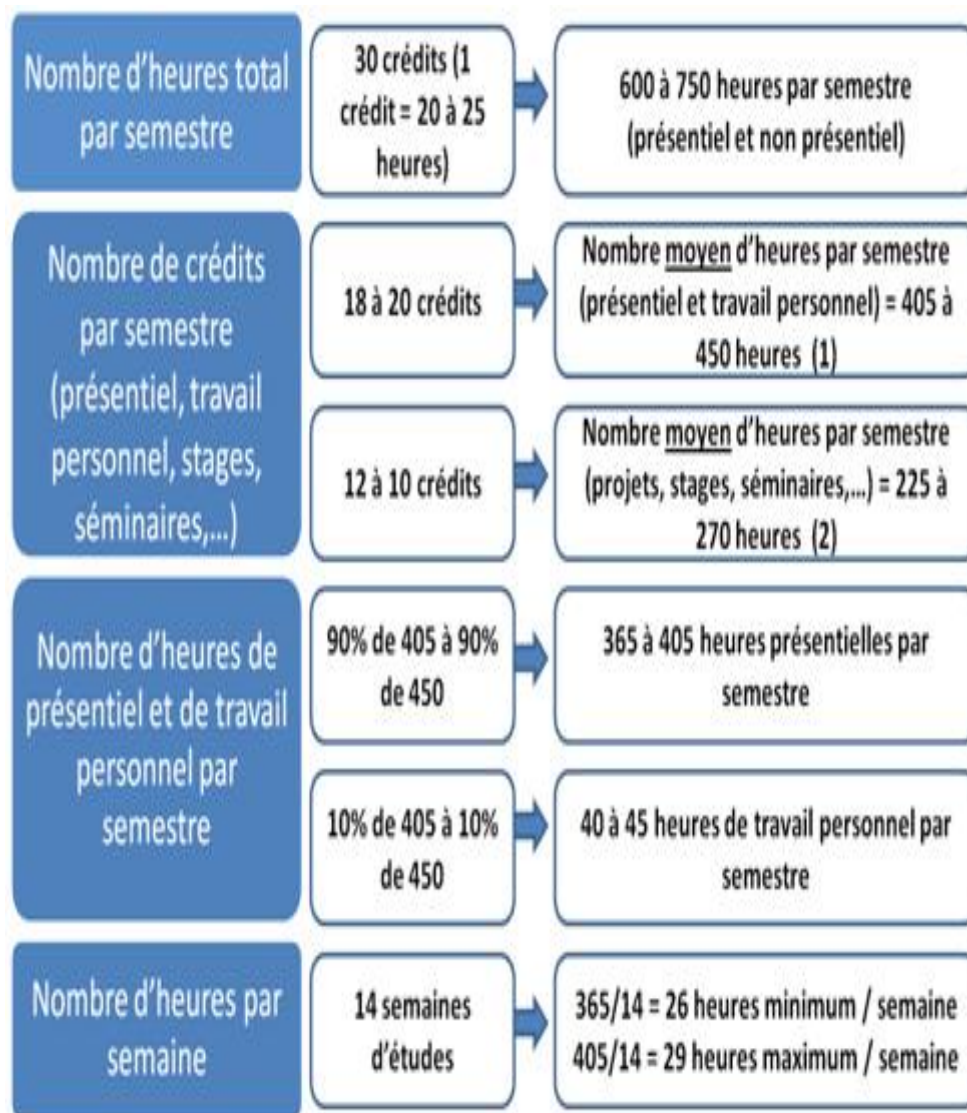 Nombre d'heures total
par semestre
30 crédits (1
crédit = 20 à 25
heures)
600 à 750 heures par semestre
(présentiel et non présentiel)
Nombre de crédits
par semestre
(présentiel, travail
personnel, stages,
séminaires,...)
18 à 20 crédits
Nombre moyen d'heures par semestre
(présentiel et travail personnel) = 405 à
450 heures (1)
12 à 10 crédits
Nombre moyen d'heures par semestre
(projets, stages, séminaires,...) = 225 à
270 heures (2)
Nombre d'heures de
présentiel et de travail
personnel par
semestre
90% de 405 à 90%
de 450
365 à 405 heures présentielles par
semestre
10% de 405 à 10%
de 450
40 à 45 heures de travail personnel par
semestre
Nombre d'heures par
semaine
14 semaines
d'études
365/14 = 26 heures minimum / semaine
405/14 = 29 heures maximum / semaine